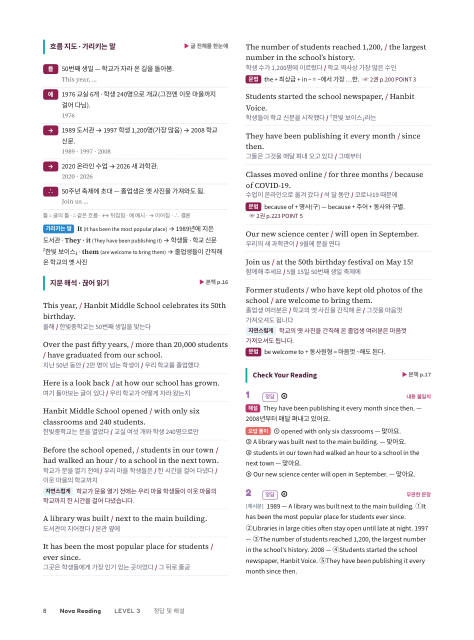 흐름 지도 · 가리키는 말 ▶ 글 전체를 한눈에
틀 50번째 생일 — 학교가 자라 온 길을 돌아봄.
This year, ...
예 1976 교실 6개 · 학생 240명으로 개교(그전엔 이웃 마을까지
걸어 다님).
1976
→ 1989 도서관 → 1997 학생 1,200명(가장 많음) → 2008 학교
신문.
1989 · 1997 · 2008
→ 2020 온라인 수업 → 2026 새 과학관.
2020 · 2026
∴ 50주년 축제에 초대 — 졸업생은 옛 사진을 가져와도 됨.
Join us ...
가리키는 말 It (It has been the most popular place) → 1989년에 지은
도서관 · They · it (They have been publishing it) → 학생들 · 학교 신문
『한빛 보이스』 · them (are welcome to bring them) → 졸업생들이 간직해
온 학교의 옛 사진
지문 해석 · 끊어 읽기 ▶ 본책 p.16
This year, / Hanbit Middle School celebrates its 50th
birthday.
올해 / 한빛중학교는 50번째 생일을 맞는다
Over the past fifty years, / more than 20,000 students
/ have graduated from our school.
지난 50년 동안 / 2만 명이 넘는 학생이 / 우리 학교를 졸업했다
Here is a look back / at how our school has grown.
여기 돌아보는 글이 있다 / 우리 학교가 어떻게 자라 왔는지
Hanbit Middle School opened / with only six
classrooms and 240 students.
한빛중학교는 문을 열었다 / 교실 여섯 개와 학생 240명으로만
Before the school opened, / students in our town /
had walked an hour / to a school in the next town.
학교가 문을 열기 전에 / 우리 마을 학생들은 / 한 시간을 걸어 다녔다 /
이웃 마을의 학교까지
자연스럽게 학교가 문을 열기 전에는 우리 마을 학생들이 이웃 마을의
학교까지 한 시간을 걸어 다녔습니다.
A library was built / next to the main building.
도서관이 지어졌다 / 본관 옆에
It has been the most popular place for students /
ever since.
그곳은 학생들에게 가장 인기 있는 곳이었다 / 그 뒤로 줄곧
The number of students reached 1,200, / the largest
number in the school's history.
학생 수가 1,200명에 이르렀다 / 학교 역사상 가장 많은 수인
문법 the + 최상급 + in ~ = ~에서 가장 …한. ☞ 2권 p.200 POINT 3
Students started the school newspaper, / Hanbit
Voice.
학생들이 학교 신문을 시작했다 / 『한빛 보이스』라는
They have been publishing it every month / since
then.
그들은 그것을 매달 펴내 오고 있다 / 그때부터
Classes moved online / for three months / because
of COVID-19.
수업이 온라인으로 옮겨 갔다 / 석 달 동안 / 코로나19 때문에
문법 because of + 명사(구) — because + 주어 + 동사와 구별.
☞ 2권 p.223 POINT 5
Our new science center / will open in September.
우리의 새 과학관이 / 9월에 문을 연다
Join us / at the 50th birthday festival on May 15!
함께해 주세요 / 5월 15일 50번째 생일 축제에
Former students / who have kept old photos of the
school / are welcome to bring them.
졸업생 여러분은 / 학교의 옛 사진을 간직해 온 / 그것을 마음껏
가져오셔도 됩니다
자연스럽게 학교의 옛 사진을 간직해 온 졸업생 여러분은 마음껏
가져오셔도 됩니다.
문법 be welcome to + 동사원형 = 마음껏 ~해도 된다.
Check Your Reading ▶ 본책 p.17
1 정답 내용 불일치
해설 They have been publishing it every month since then. —
2008년부터 매달 펴내고 있어요.
오답 풀이 ① opened with only six classrooms — 맞아요.
A library was built next to the main building. — 맞아요.
students in our town had walked an hour to a school in the
next town — 맞아요.
Our new science center will open in September. — 맞아요.
2 정답 무관한 문장
1989 — A library was built next to the main building. ①It
has been the most popular place for students ever since.
②Libraries in large cities often stay open until late at night. 1997
— ③The number of students reached 1,200, the largest number
in the school's history. 2008 — ④Students started the school
newspaper, Hanbit Voice. ⑤They have been publishing it every
month since then.
8 Nova Reading LEVEL 3 정답 및 해설